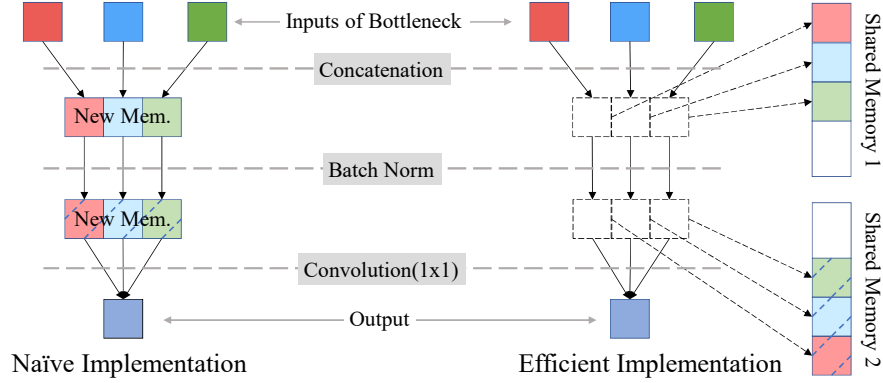 Inputs of Bottleneck
Concatenation
New Mem.
Shared Memory 1
Batch Norm
New Mem.
Shared Memory 2
Convolution(1x1)
Output
Naïve Implementation
Efficient Implementation